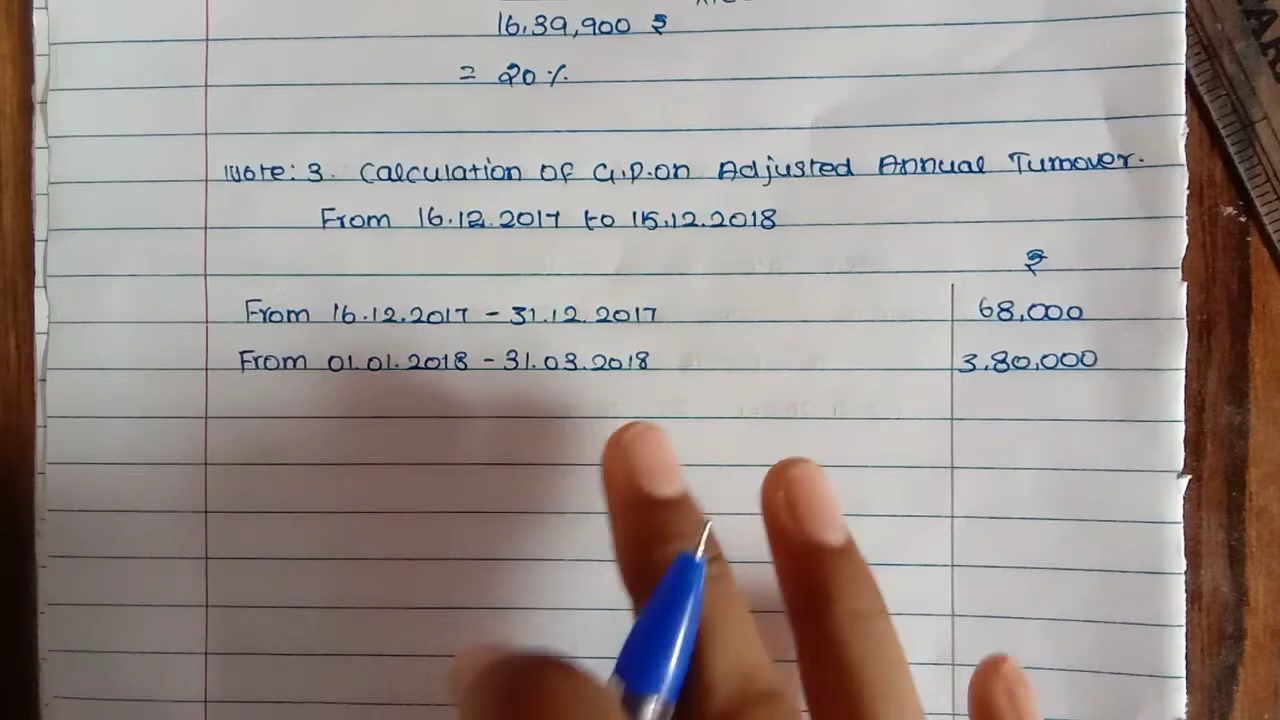 16,39,900 ₹
= 20%
Note: 3. Calculation of G.P. on Adjusted Annual Turnover.
From 16.12.2017 to 15.12.2018
₹
From 16.12.2017 - 31.12.2017 68,000
From 01.01.2018 - 31.03.2018 3,80,000